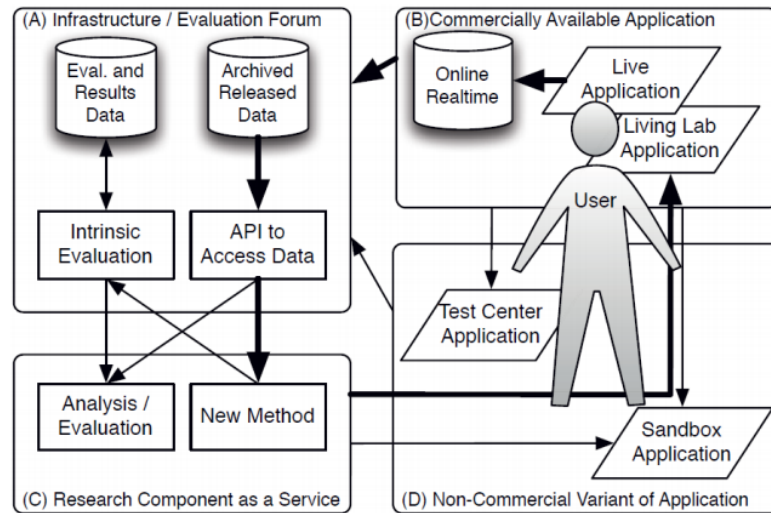 (A) Infrastructure / Evaluation Forum
Eval. and
Results
Data
Archived
Released
Data
Intrinsic
Evaluation
API to
Access Data
(B)Commercially Available Application
Online
Realtime
Live
Application
Living Lab
Application
User
Test Center
Application
Sandbox
Application
(D) Non-Commercial Variant of Application
Analysis /
Evaluation
New Method
(C) Research Component as a Service